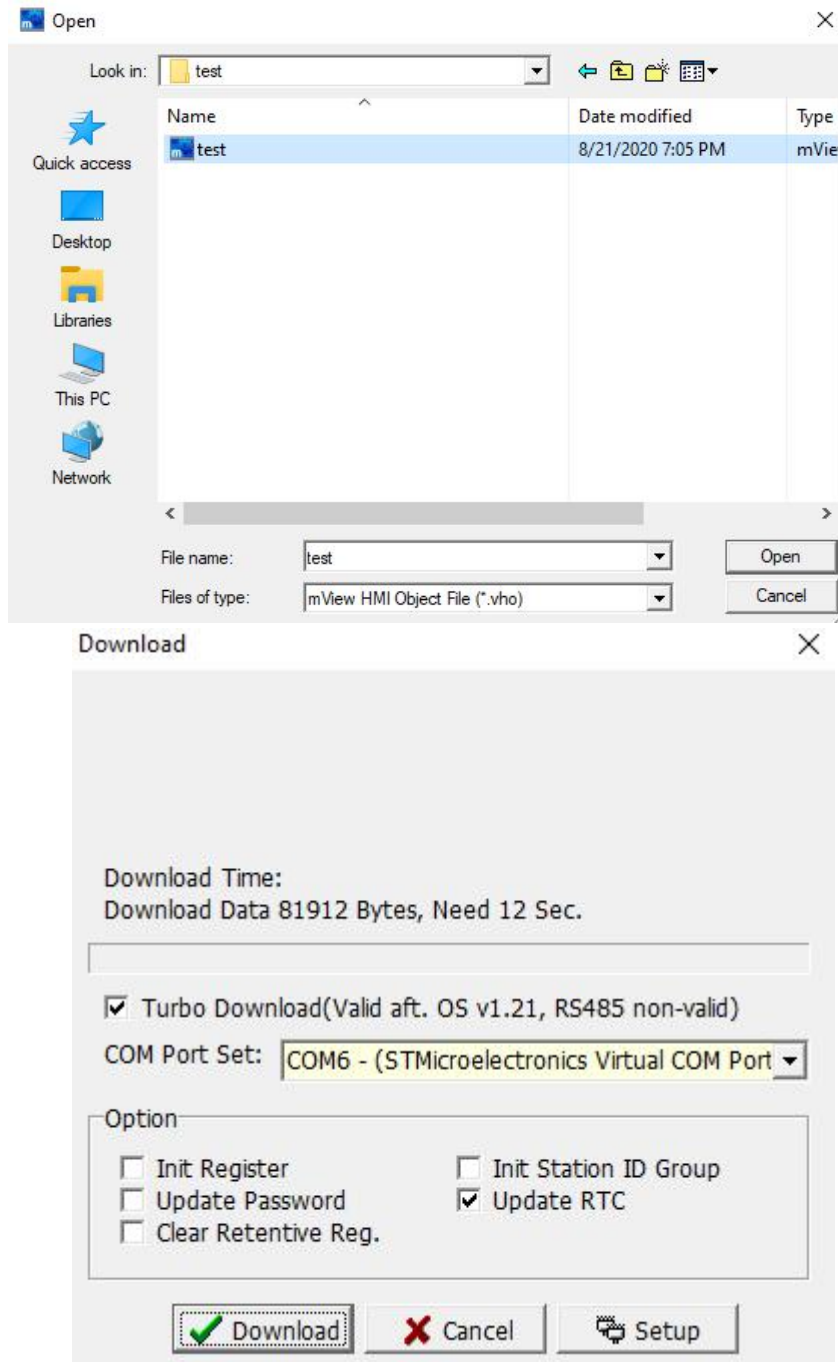 Open
Look in: test
Name Date modified Type
test 8/21/2020 7:05 PM mVie
Quick access
Desktop
Libraries
This PC
Network
File name: test Open
Files of type: mView HMI Object File (*.vho) Cancel
Download
Download Time:
Download Data 81912 Bytes, Need 12 Sec.
Turbo Download(Valid aft. OS v1.21, RS485 non-valid)
COM Port Set: COM6 - (STMicroelectronics Virtual COM Port
Option
Init Register Init Station ID Group
Update Password Update RTC
Clear Retentive Reg.
Download Cancel Setup